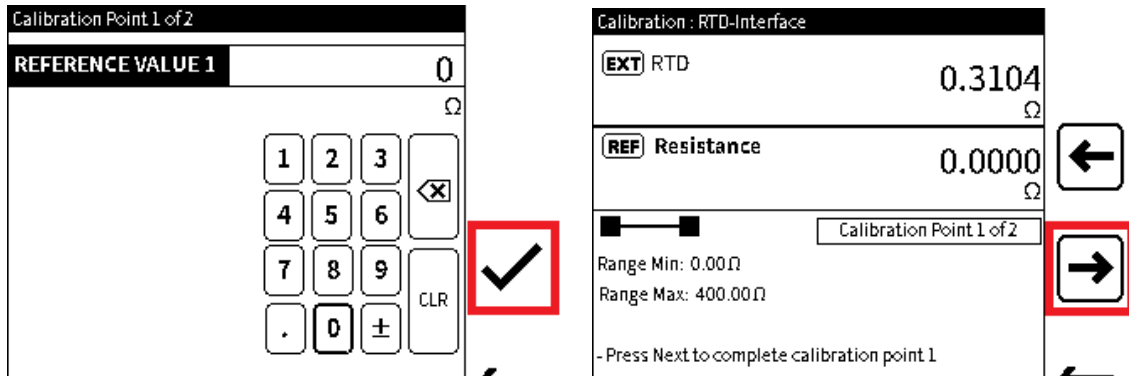 Calibration Point 1 of 2
REFERENCE VALUE 1 0
Ω
1 2 3
4 5 6
7 8 9
CLR
. 0 ±
Calibration : RTD-Interface
EXT RTD
0.3104
Ω
REF Resistance
0.0000
Ω
Calibration Point 1 of 2
Range Min: 0.00Ω
Range Max: 400.00Ω
- Press Next to complete calibration point 1